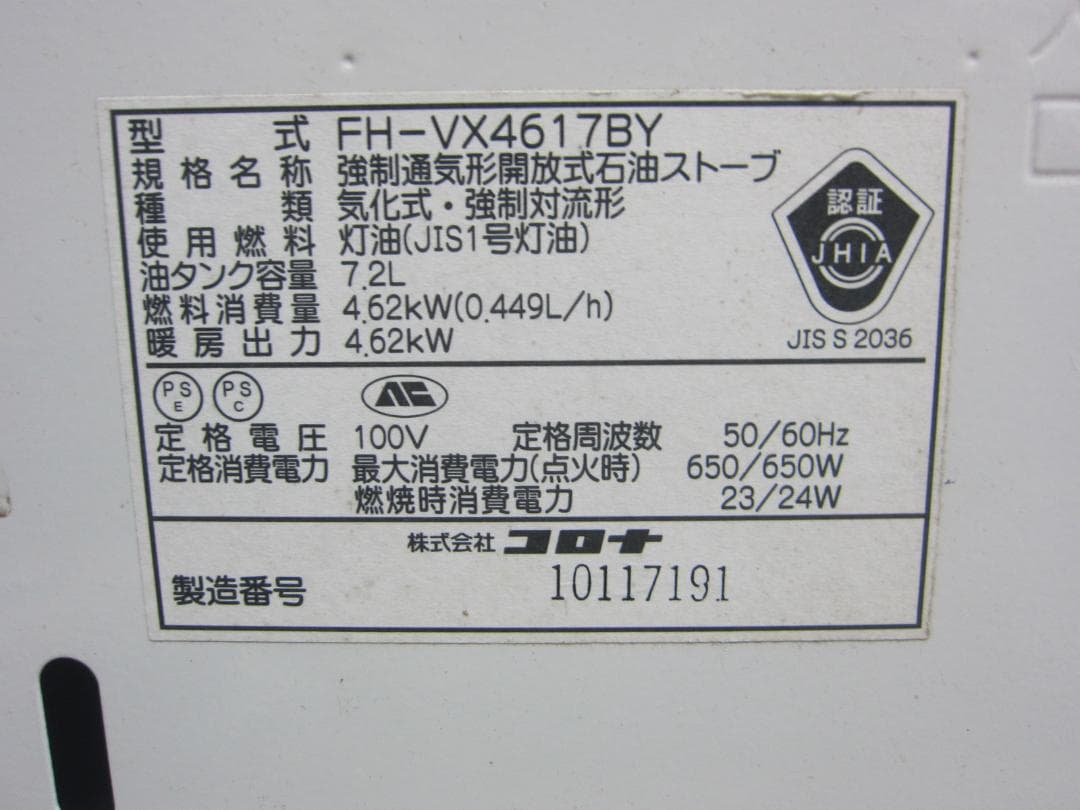 型式 FH-VX4617BY
規格名称 強制通気形開放式石油ストーブ
種類 気化式・強制対流形
使用燃料 灯油(JIS1号灯油)
油タンク容量 7.2L
燃料消費量 4.62kW(0.449L/h)
暖房出力 4.62kW
認証
JHIA
JIS S 2036
PS E PS C
定格電圧 100V 定格周波数 50/60Hz
定格消費電力 最大消費電力(点火時) 650/650W
燃焼時消費電力 23/24W
株式会社 コロナ
製造番号 10117191